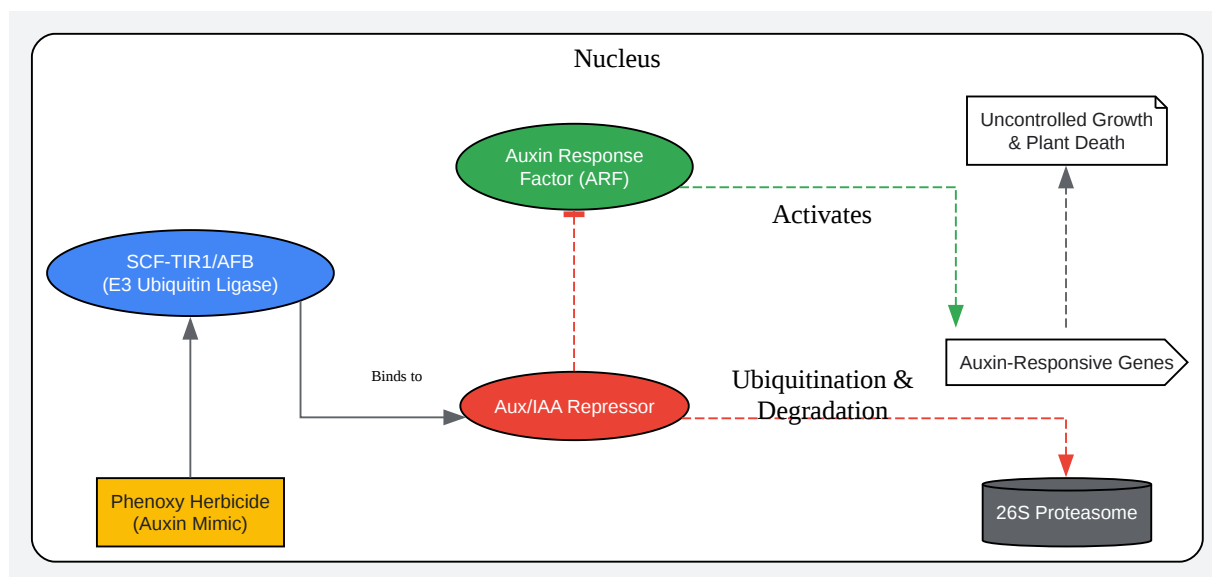 Nucleus
Uncontrolled Growth
& Plant Death
Auxin Response
Factor (ARF)
Activates
SCF-TIR1/AFB
(E3 Ubiquitin Ligase)
Auxin-Responsive Genes
Binds to
Ubiquitination &
Degradation
Aux/IAA Repressor
Phenoxy Herbicide
(Auxin Mimic)
26S Proteasome